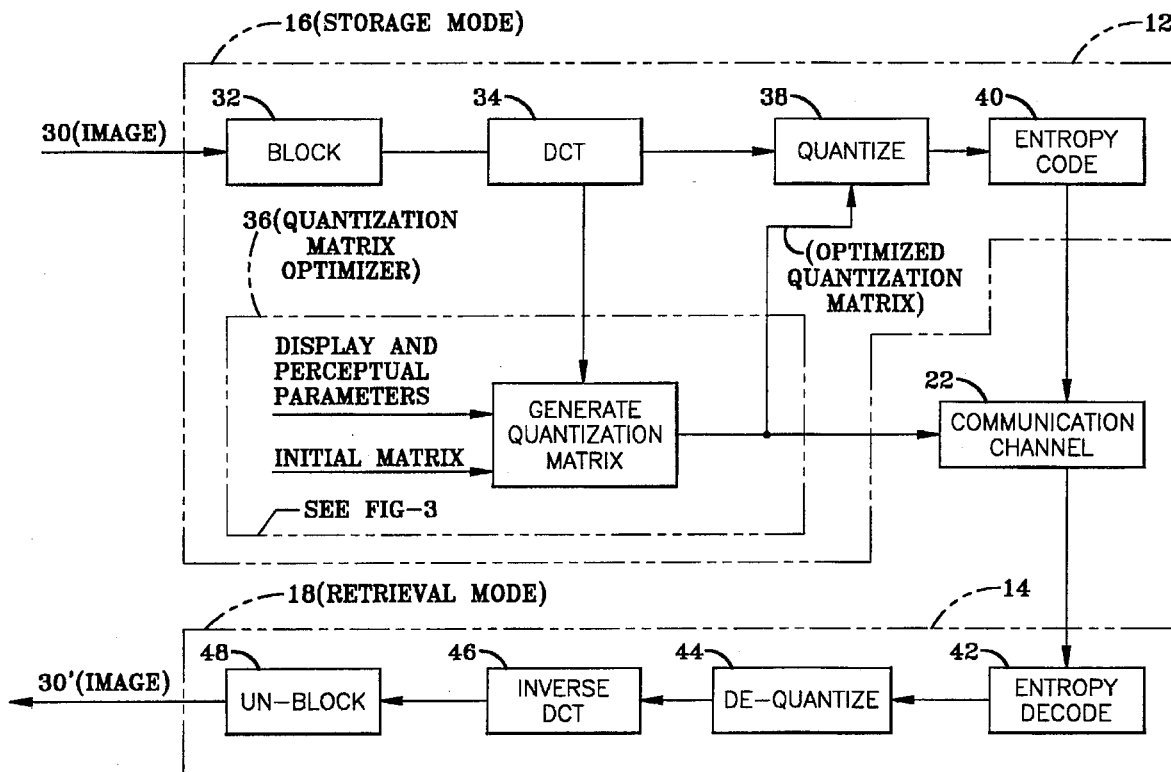 16(STORAGE MODE)
12
32
34
38
40
30(IMAGE)
BLOCK
DCT
QUANTIZE
ENTROPY
CODE
36(QUANTIZATION
MATRIX
OPTIMIZER)
(OPTIMIZED
QUANTIZATION
MATRIX)
DISPLAY AND
PERCEPTUAL
PARAMETERS
INITIAL MATRIX
GENERATE
QUANTIZATION
MATRIX
22
COMMUNICATION
CHANNEL
SEE FIG-3
18(RETRIEVAL MODE)
14
48
46
44
42
30'(IMAGE)
UN-BLOCK
INVERSE
DCT
DE-QUANTIZE
ENTROPY
DECODE